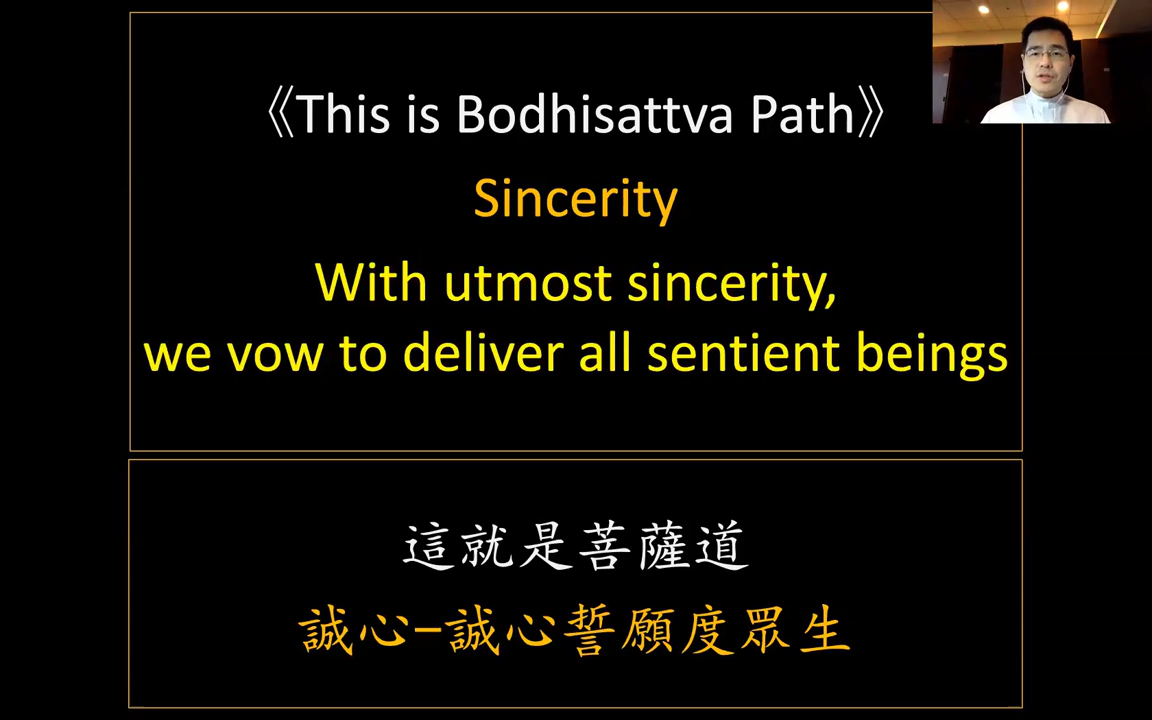 《This is Bodhisattva Path》
Sincerity
With utmost sincerity,
we vow to deliver all sentient beings
這就是菩薩道
誠心-誠心誓願度眾生